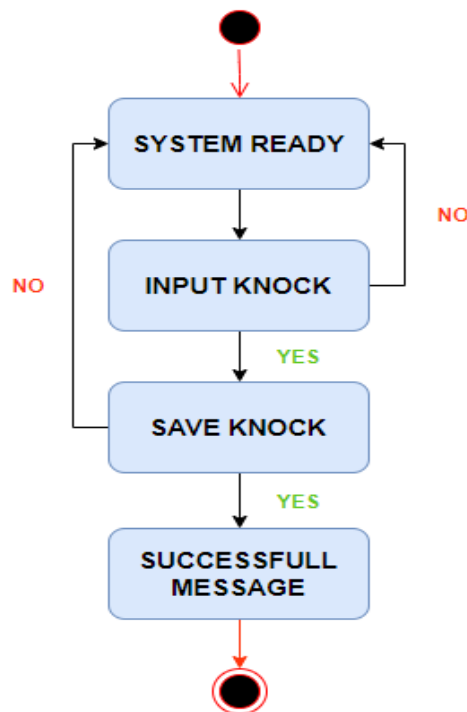 SYSTEM READY
NO
INPUT KNOCK
NO
YES
SAVE KNOCK
YES
SUCCESSFULL
MESSAGE